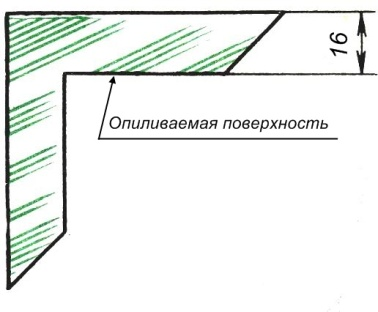 16
Опиливаемая поверхность